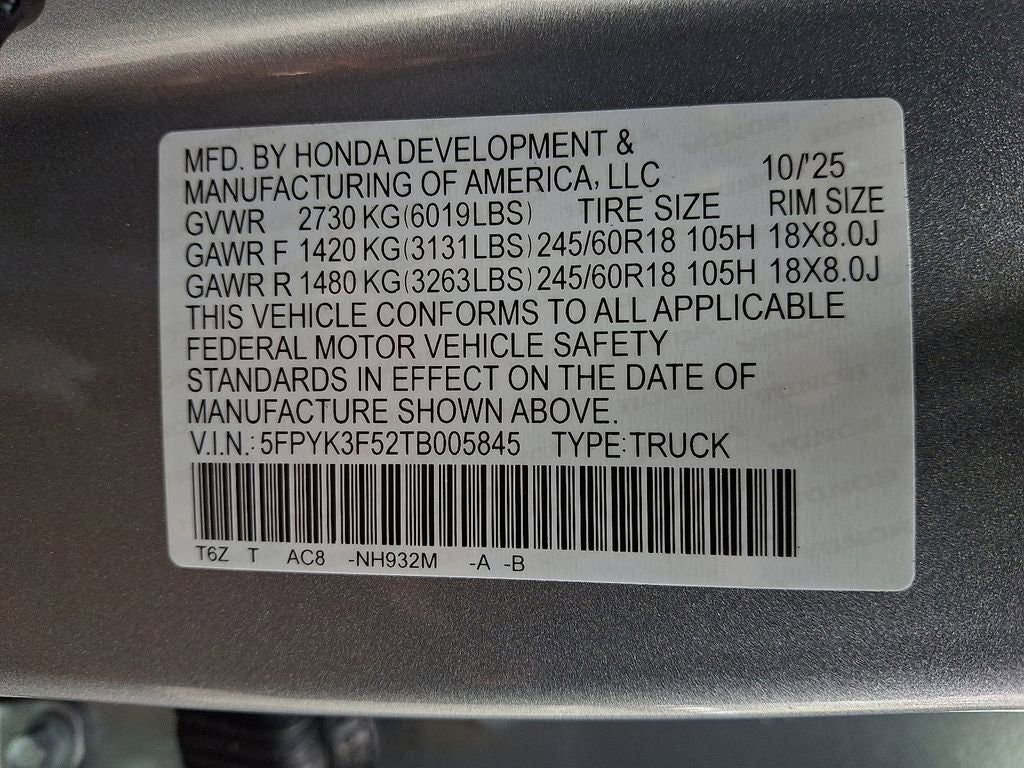 MFD. BY HONDA DEVELOPMENT &
MANUFACTURING OF AMERICA, LLC 10/'25
GVWR 2730 KG(6019LBS) TIRE SIZE RIM SIZE
GAWR F 1420 KG(3131LBS) 245/60R18 105H 18X8.0J
GAWR R 1480 KG(3263LBS) 245/60R18 105H 18X8.0J
THIS VEHICLE CONFORMS TO ALL APPLICABLE
FEDERAL MOTOR VEHICLE SAFETY
STANDARDS IN EFFECT ON THE DATE OF
MANUFACTURE SHOWN ABOVE.
V.I.N.: 5FPYK3F52TB005845 TYPE:TRUCK
T6Z T AC8 -NH932M -A -B